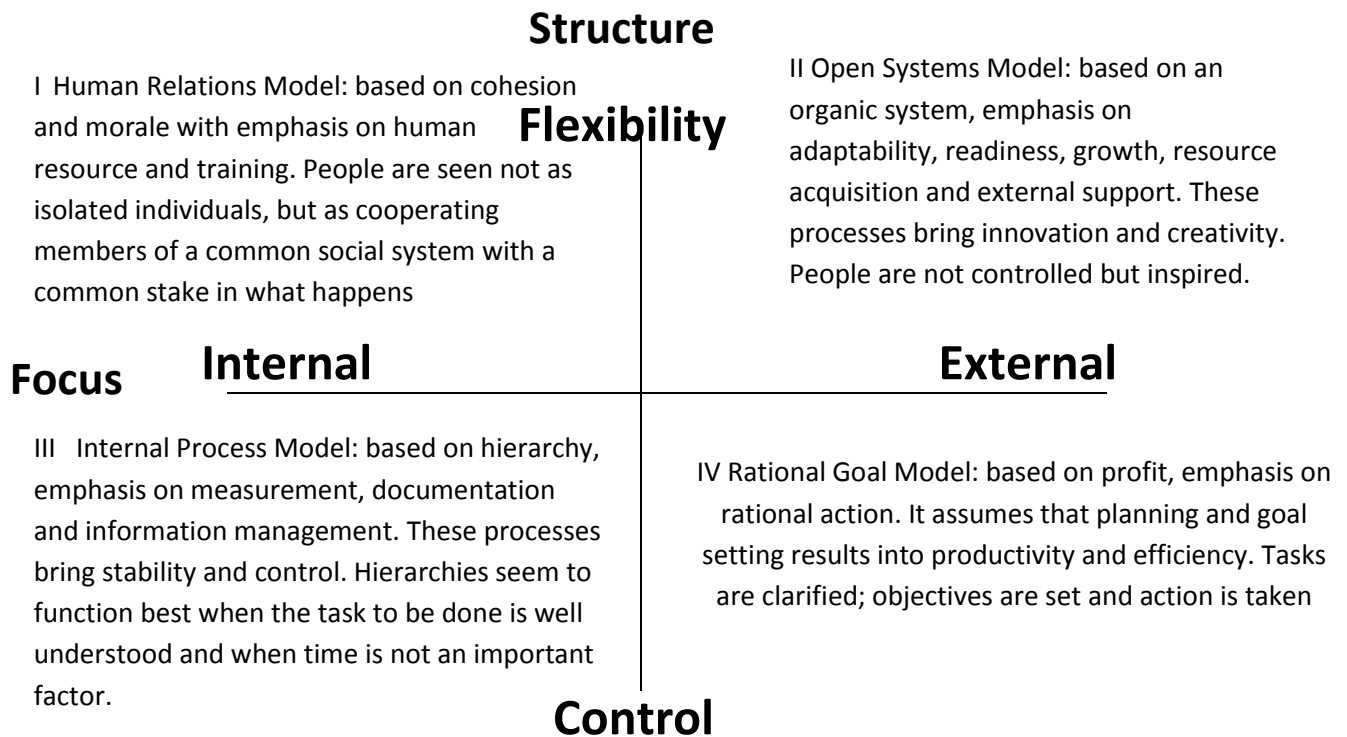 Structure
I Human Relations Model: based on cohesion
and morale with emphasis on human
resource and training. People are seen not as
isolated individuals, but as cooperating
members of a common social system with a
common stake in what happens
Flexibility
II Open Systems Model: based on an
organic system, emphasis on
adaptability, readiness, growth, resource
acquisition and external support. These
processes bring innovation and creativity.
People are not controlled but inspired.
Focus
Internal
External
III Internal Process Model: based on hierarchy,
emphasis on measurement, documentation
and information management. These processes
bring stability and control. Hierarchies seem to
function best when the task to be done is well
understood and when time is not an important
factor.
IV Rational Goal Model: based on profit, emphasis on
rational action. It assumes that planning and goal
setting results into productivity and efficiency. Tasks
are clarified; objectives are set and action is taken
Control